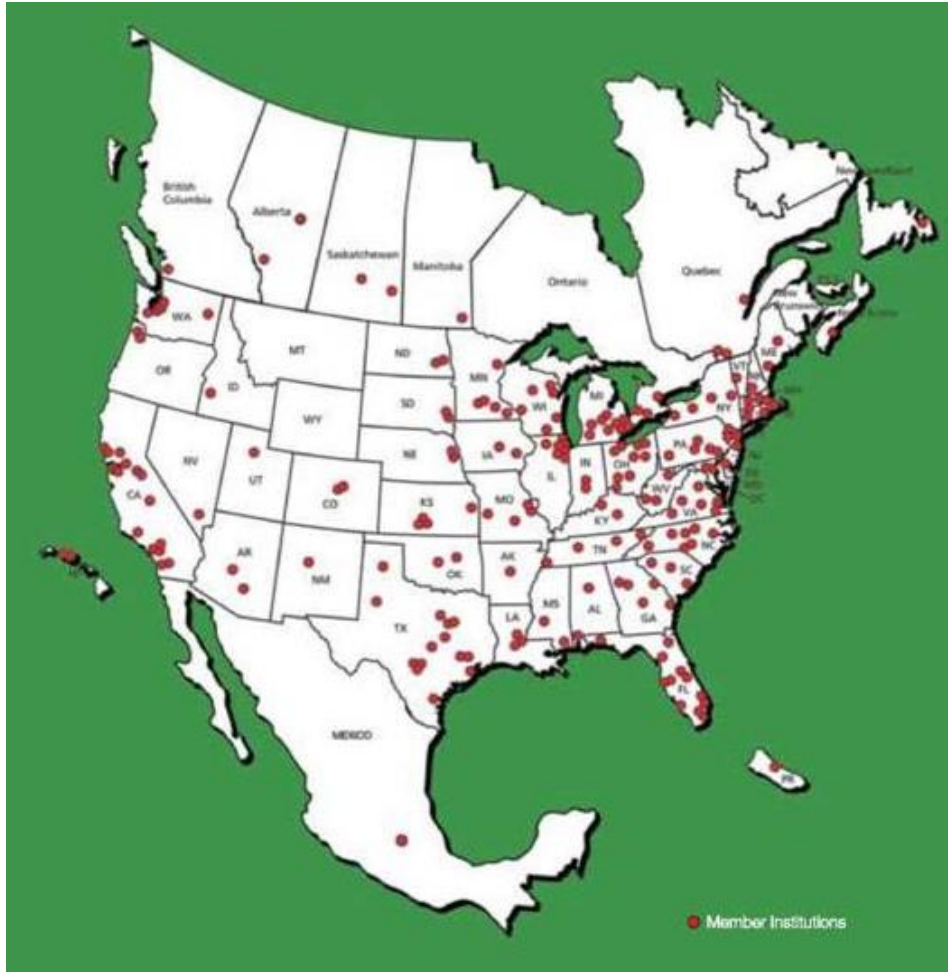 British
Columbia
Alberta
Saskatchewan
Manitoba
Ontario
Quebec
New
WA
MT
ND
MN
OR
ID
SD
WI
MI
VT
ME
NY
WY
NE
IA
PA
NV
UT
CO
IL
IN
OH
WV
VA
CA
KS
MO
KY
AR
NM
OK
AK
TN
NC
SC
TX
LA
MS
AL
GA
FL
MEXICO
PR
Member Institutions